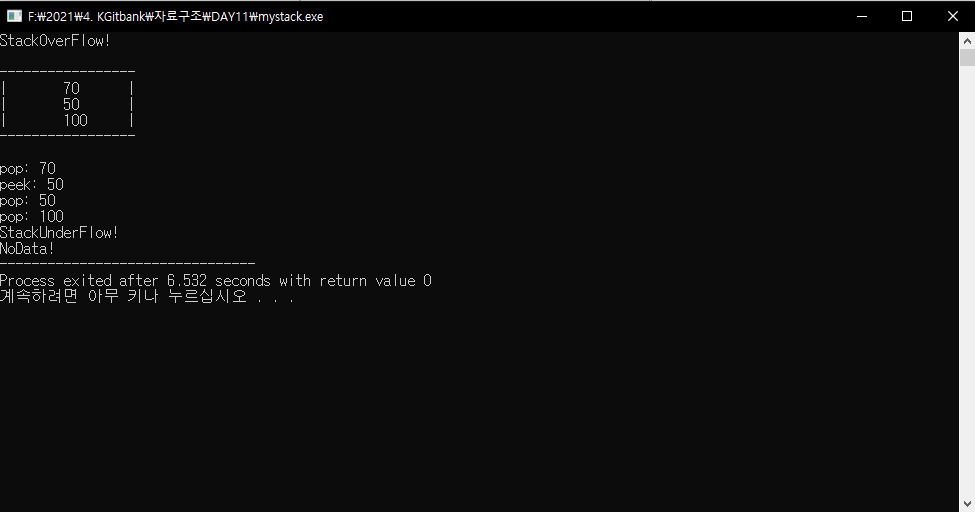 F:\2021\4. KGitbank\자료구조\DAY11\mystack.exe
StackOverFlow!
-----------------
|       70      |
|       50      |
|       100     |
-----------------
pop: 70
peek: 50
pop: 50
pop: 100
StackUnderFlow!
NoData!
--------------------------------
Process exited after 6.532 seconds with return value 0
계속하려면 아무 키나 누르십시오 . . .